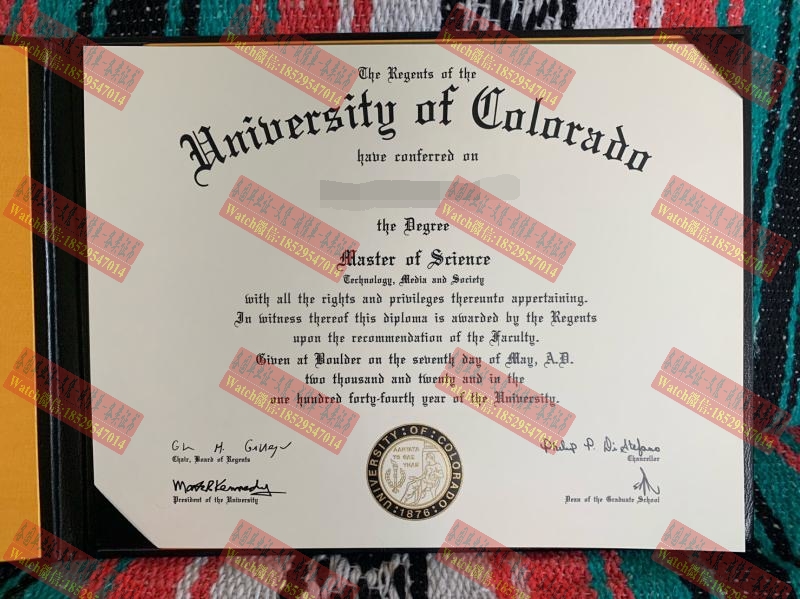 The Regents of the
University of Colorado
have conferred on
the Degree
Master of Science
Technology, Media and Society
with all the rights and privileges thereunto appertaining.
In witness thereof this diploma is awarded by the Regents
upon the recommendation of the Faculty.
Given at Boulder on the seventh day of May, A.D.
two thousand and twenty and in the
one hundred forty-fourth year of the University.
Chair, Board of Regents
Mark R Kennedy
President of the University
UNIVERSITY · OF · COLORADO
· 1876 ·
Philip P. DiStefano
Chancellor
Dean of the Graduate School
Watch微信:18529547014